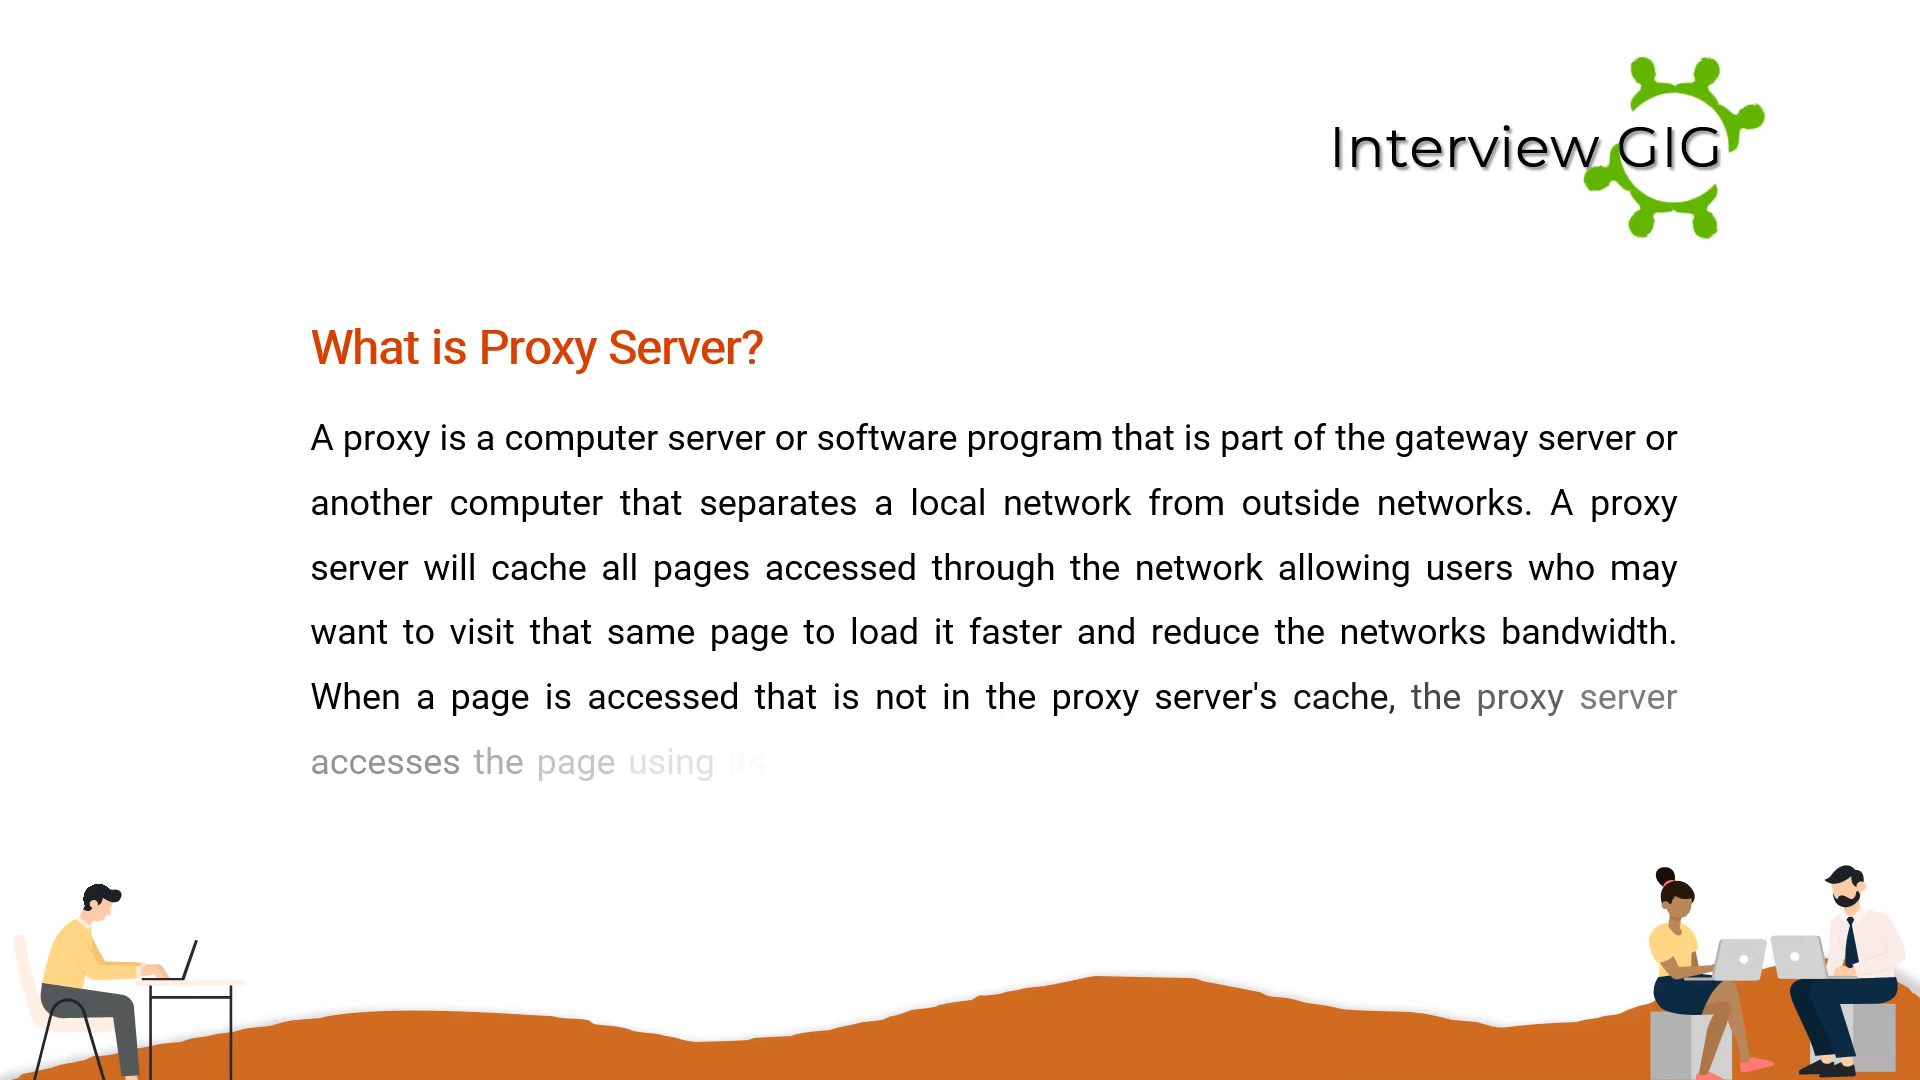 Interview GIG
What is Proxy Server?
A proxy is a computer server or software program that is part of the gateway server or
another computer that separates a local network from outside networks. A proxy
server will cache all pages accessed through the network allowing users who may
want to visit that same page to load it faster and reduce the networks bandwidth.
When a page is accessed that is not in the proxy server's cache, the proxy server
accesses the page using its